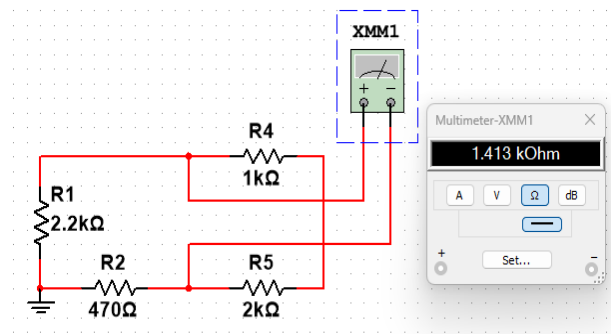 XMM1
+ −
Multimeter-XMM1
1.413 kOhm
A V Ω dB
+ Set... −
R4
1kΩ
R1
2.2kΩ
R2
470Ω
R5
2kΩ